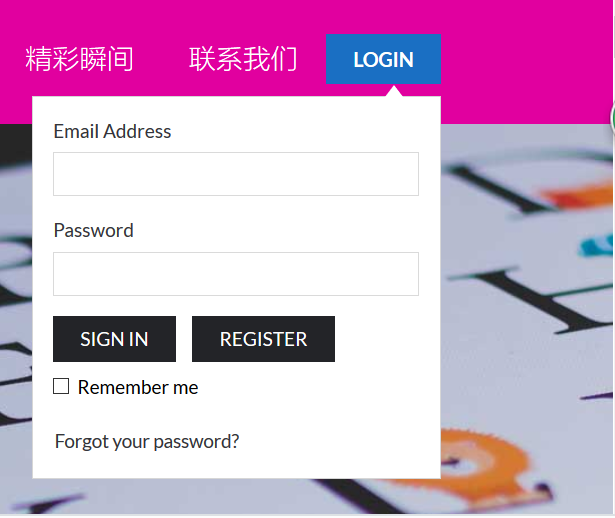 精彩瞬间 联系我们 LOGIN
Email Address
Password
SIGN IN REGISTER
Remember me
Forgot your password?